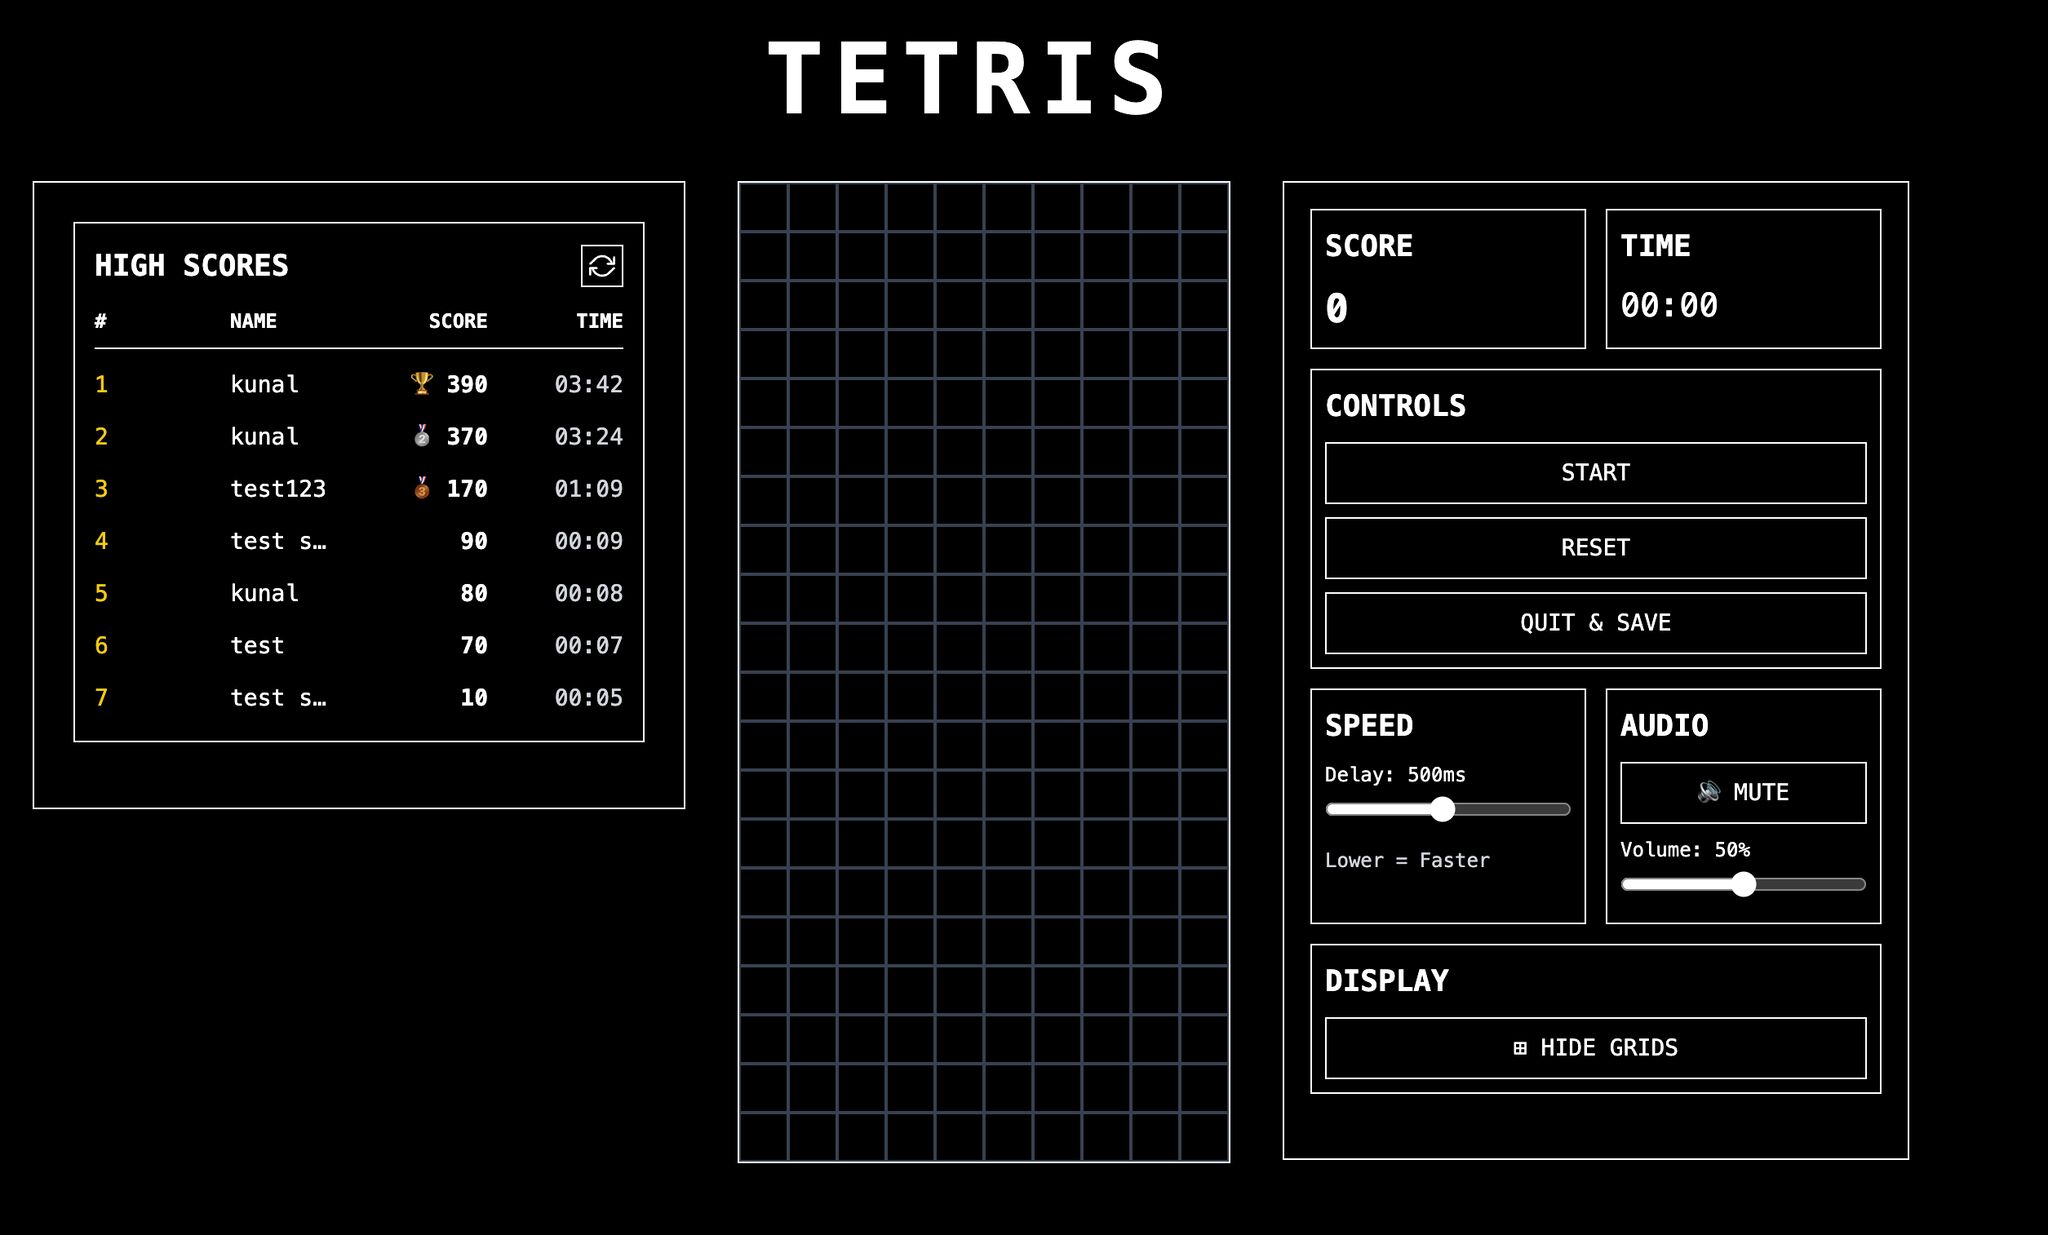 TETRIS
HIGH SCORES
# NAME SCORE TIME
1 kunal 🏆 390 03:42
2 kunal 🥈 370 03:24
3 test123 🥉 170 01:09
4 test s… 90 00:09
5 kunal 80 00:08
6 test 70 00:07
7 test s… 10 00:05
SCORE
0
TIME
00:00
CONTROLS
START
RESET
QUIT & SAVE
SPEED
Delay: 500ms
Lower = Faster
AUDIO
🔊 MUTE
Volume: 50%
DISPLAY
⊞ HIDE GRIDS